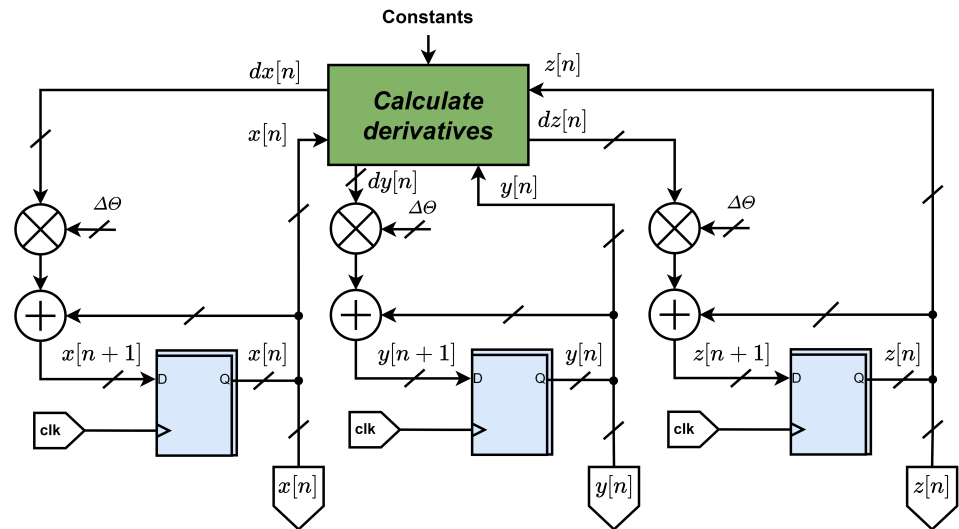 Constants
dx[n]
z[n]
Calculate
derivatives
x[n]
dz[n]
dy[n]
y[n]
ΔΘ
ΔΘ
ΔΘ
x[n + 1]
x[n]
y[n + 1]
y[n]
z[n + 1]
z[n]
D
Q
D
Q
D
Q
clk
clk
clk
x[n]
y[n]
z[n]